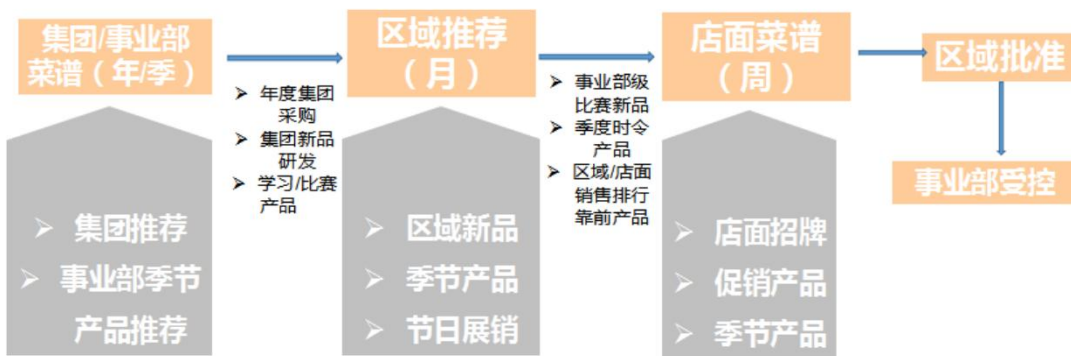 集团/事业部
菜谱（年/季）
集团推荐
事业部季节
产品推荐
年度集团
采购
集团新品
研发
学习/比赛
产品
区域推荐
（月）
区域新品
季节产品
节日展销
事业部级
比赛新品
季度时令
产品
区域/店面
销售排行
靠前产品
店面菜谱
（周）
店面招牌
促销产品
季节产品
区域批准
事业部受控